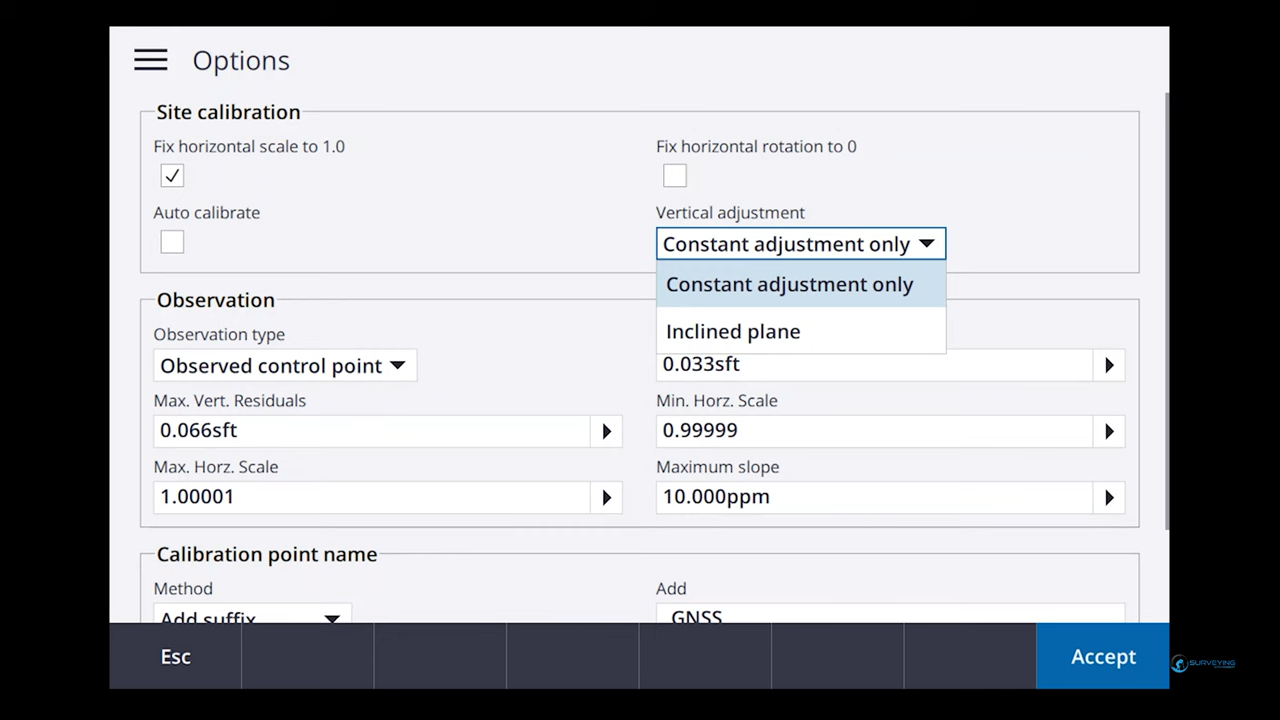 Options
Site calibration
Fix horizontal scale to 1.0
Fix horizontal rotation to 0
Auto calibrate
Vertical adjustment
Constant adjustment only
Constant adjustment only
Inclined plane
Observation
Observation type
Observed control point
0.033sft
Max. Vert. Residuals
Min. Horz. Scale
0.066sft
0.99999
Max. Horz. Scale
Maximum slope
1.00001
10.000ppm
Calibration point name
Method
Add
Add suffix
_GNSS
Esc
Accept
SURVEYING